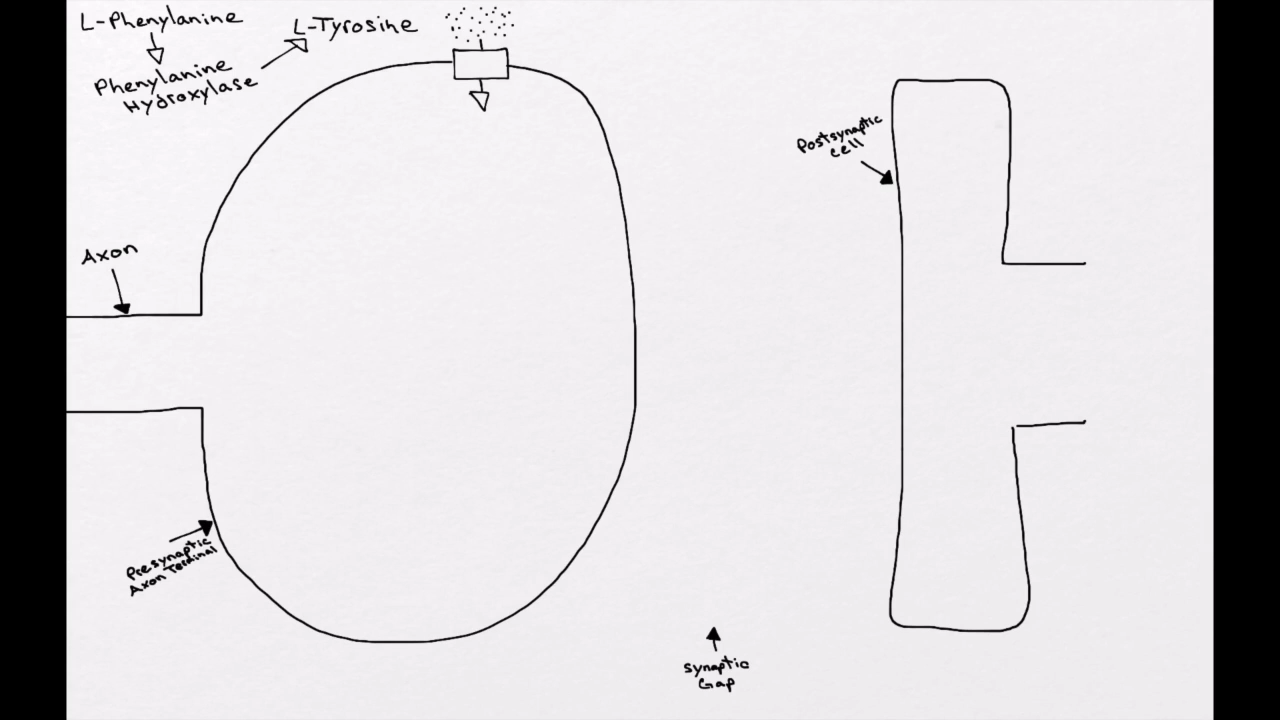 L-Phenylanine
L-Tyrosine
Phenylanine
Hydroxylase
Postsynaptic
Cell
Axon
Presynaptic
Axon Terminal
Synaptic
Gap